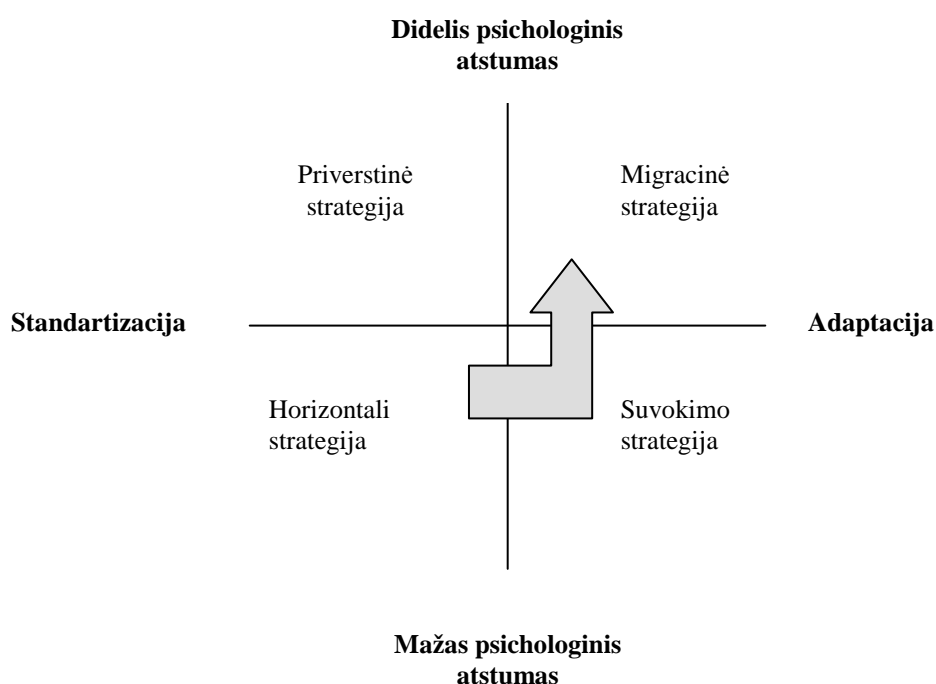 Didelis psichologinis
atstumas
Priverstinė
strategija
Migracinė
strategija
Standartizacija
Adaptacija
Horizontali
strategija
Suvokimo
strategija
Mažas psichologinis
atstumas